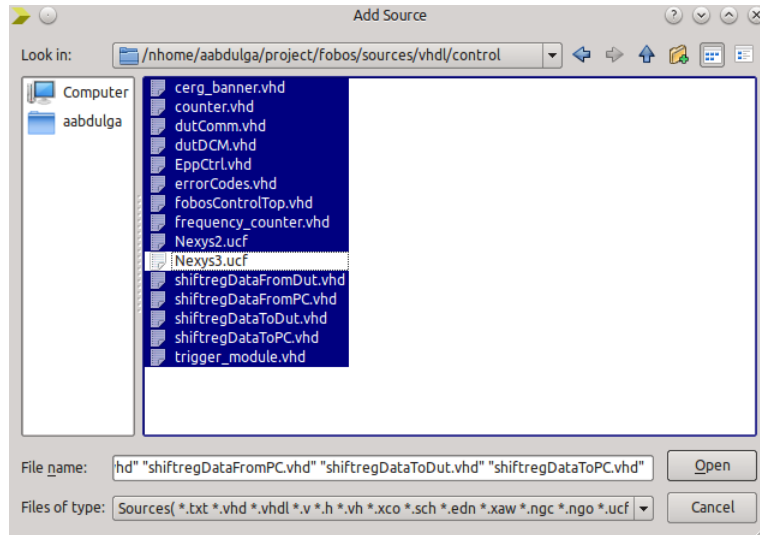 Add Source
Look in: /nhome/aabdulga/project/fobos/sources/vhdl/control
Computer
aabdulga
cerg_banner.vhd
counter.vhd
dutComm.vhd
dutDCM.vhd
EppCtrl.vhd
errorCodes.vhd
fobosControlTop.vhd
frequency_counter.vhd
Nexys2.ucf
Nexys3.ucf
shiftregDataFromDut.vhd
shiftregDataFromPC.vhd
shiftregDataToDut.vhd
shiftregDataToPC.vhd
trigger_module.vhd
File name: vhd" "shiftregDataFromPC.vhd" "shiftregDataToDut.vhd" "shiftregDataToPC.vhd" Open
Files of type: Sources( *.txt *.vhd *.vhdl *.v *.h *.vh *.xco *.sch *.edn *.xaw *.ngc *.ngo *.ucf Cancel